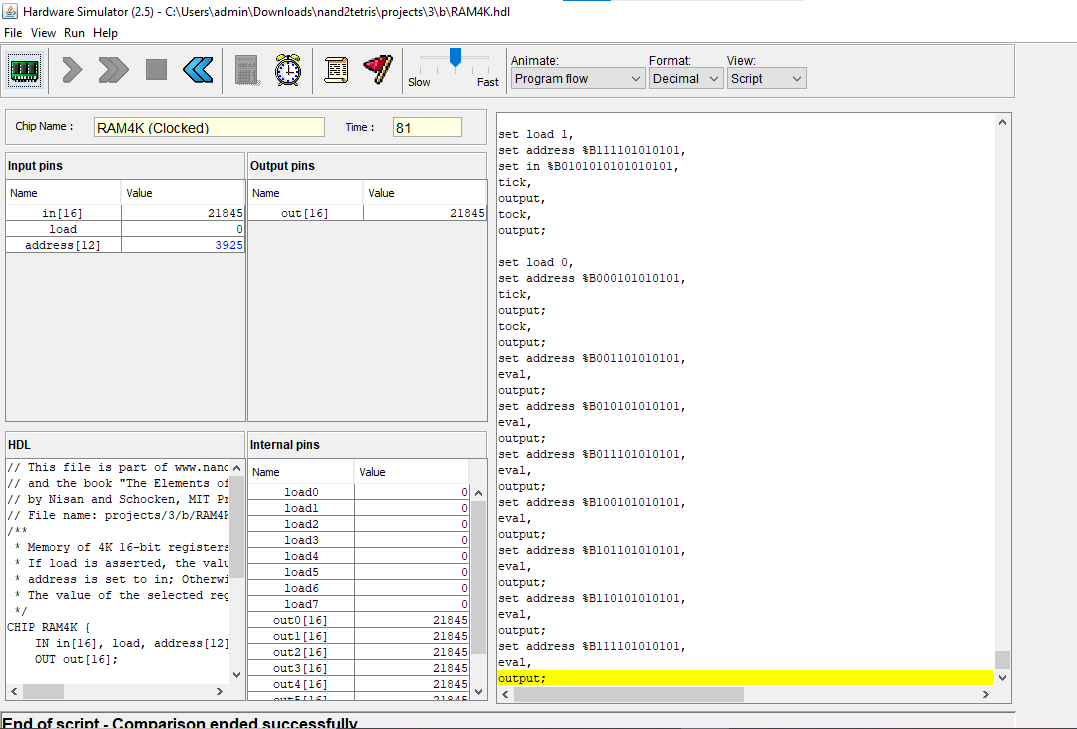 Hardware Simulator (2.5) - C:\Users\admin\Downloads\nand2tetris\projects\3\b\RAM4K.hdl
File View Run Help
Slow Fast
Animate: Format: View:
Program flow Decimal Script
Chip Name : RAM4K (Clocked) Time : 81
Input pins
Name Value
in[16] 21845
load 0
address[12] 3925
Output pins
Name Value
out[16] 21845
HDL
// This file is part of www.nand
// and the book "The Elements of
// by Nisan and Schocken, MIT Pr
// File name: projects/3/b/RAM4K
/**
* Memory of 4K 16-bit registers
* If load is asserted, the valu
* address is set to in; Otherwi
* The value of the selected reg
*/
CHIP RAM4K {
IN in[16], load, address[12]
OUT out[16];
Internal pins
Name Value
load0 0
load1 0
load2 0
load3 0
load4 0
load5 0
load6 0
load7 0
out0[16] 21845
out1[16] 21845
out2[16] 21845
out3[16] 21845
out4[16] 21845
out5[16] 21845
set load 1,
set address %B111101010101,
set in %B0101010101010101,
tick,
output,
tock,
output;
set load 0,
set address %B000101010101,
tick,
output;
tock,
output;
set address %B001101010101,
eval,
output;
set address %B010101010101,
eval,
output;
set address %B011101010101,
eval,
output;
set address %B100101010101,
eval,
output;
set address %B101101010101,
eval,
output;
set address %B110101010101,
eval,
output;
set address %B111101010101,
eval,
output;
End of script - Comparison ended successfully